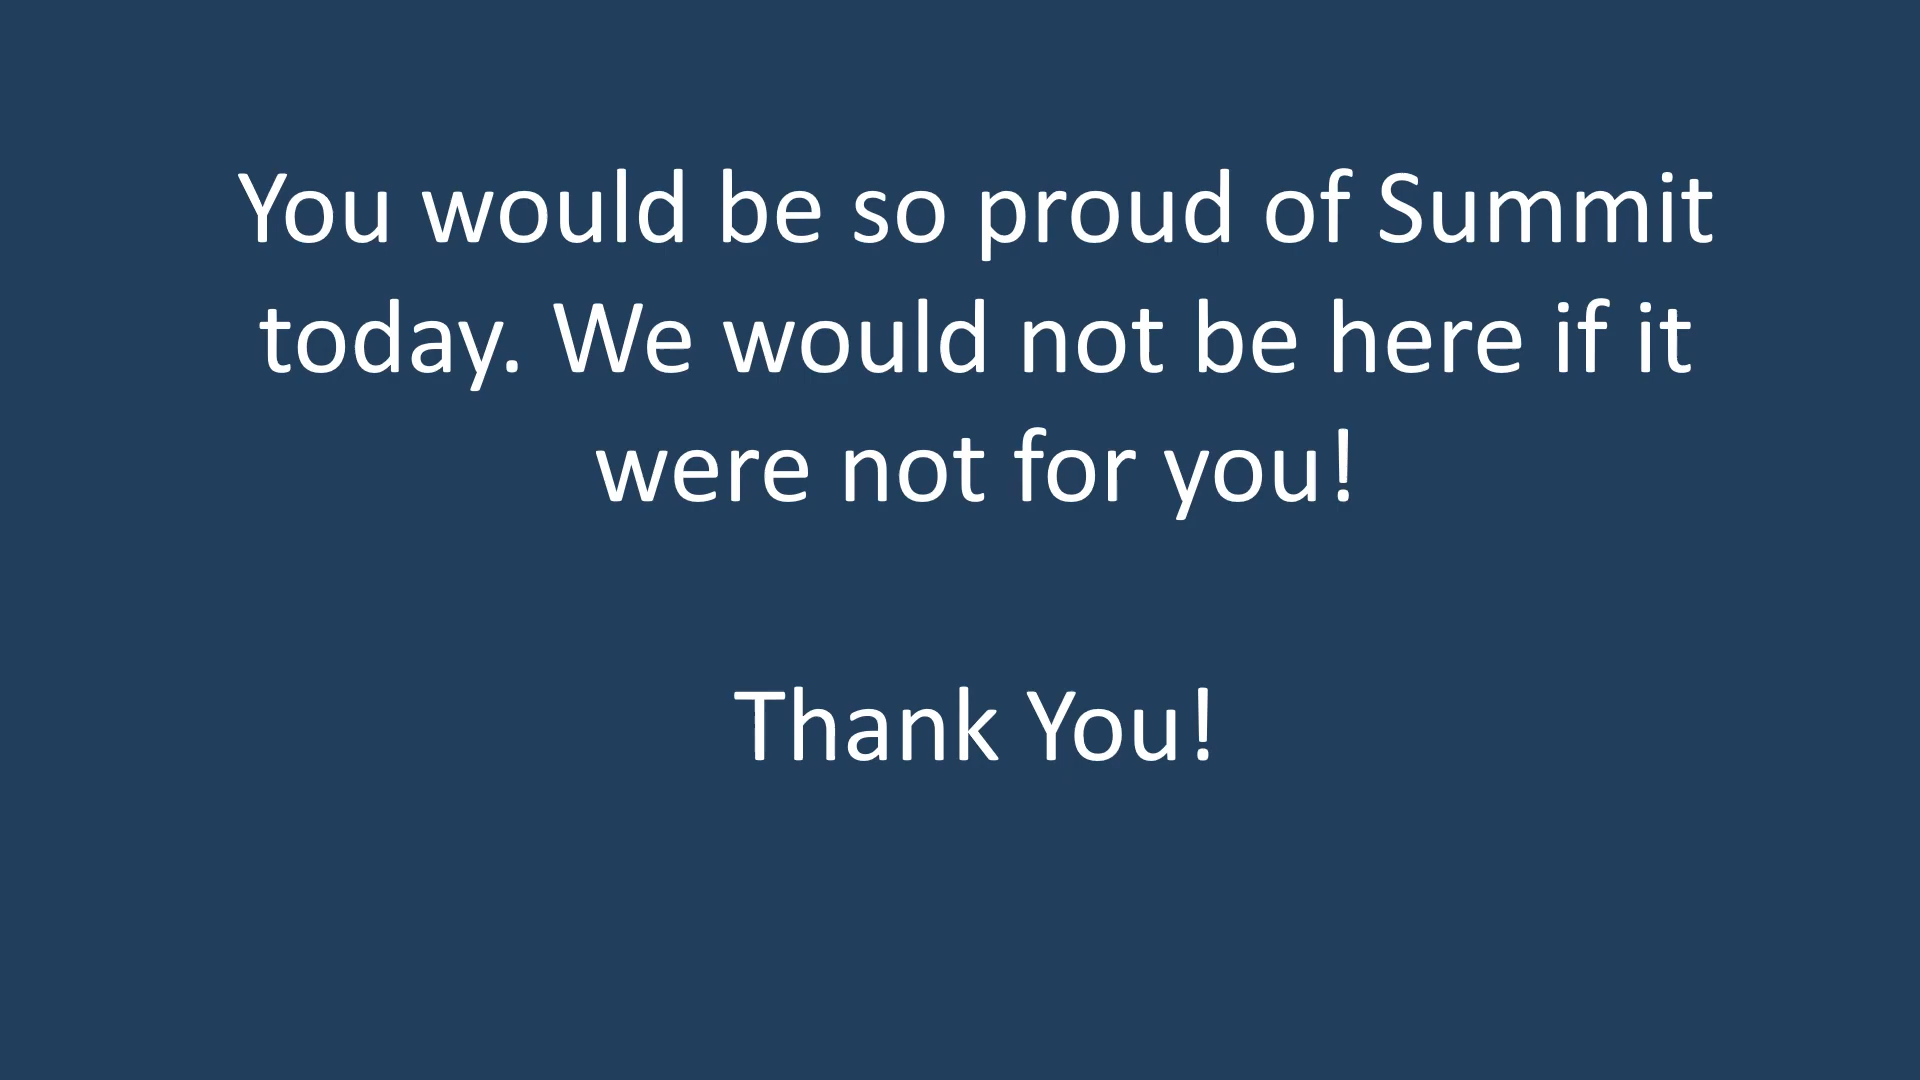 You would be so proud of Summit
today. We would not be here if it
were not for you!
Thank You!